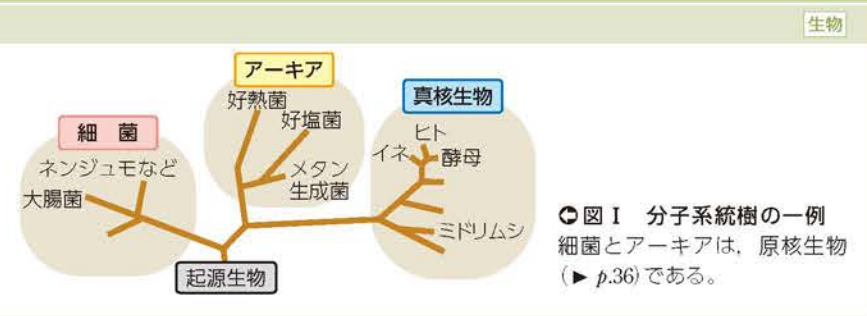 生物
アーキア
好熱菌
好塩菌
メタン
生成菌
真核生物
ヒト
イネ
酵母
ミドリムシ
細 菌
ネンジュモなど
大腸菌
起源生物
図Ⅰ 分子系統樹の一例
細菌とアーキアは，原核生物
(▶ p.36)である。